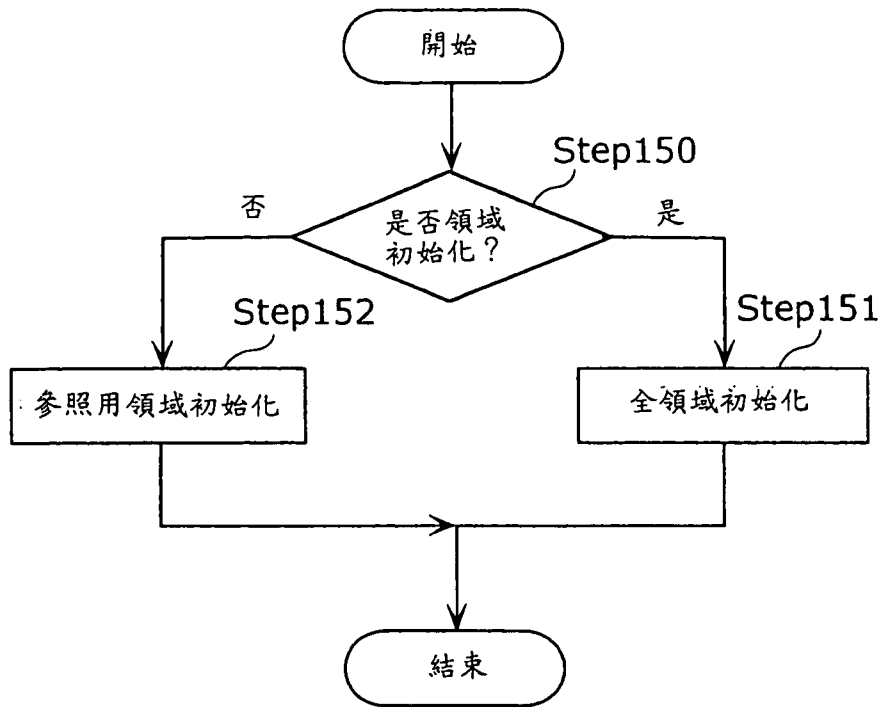 開始
Step150
否
是
是否領域
初始化?
Step152
Step151
參照用領域初始化
全領域初始化
結束